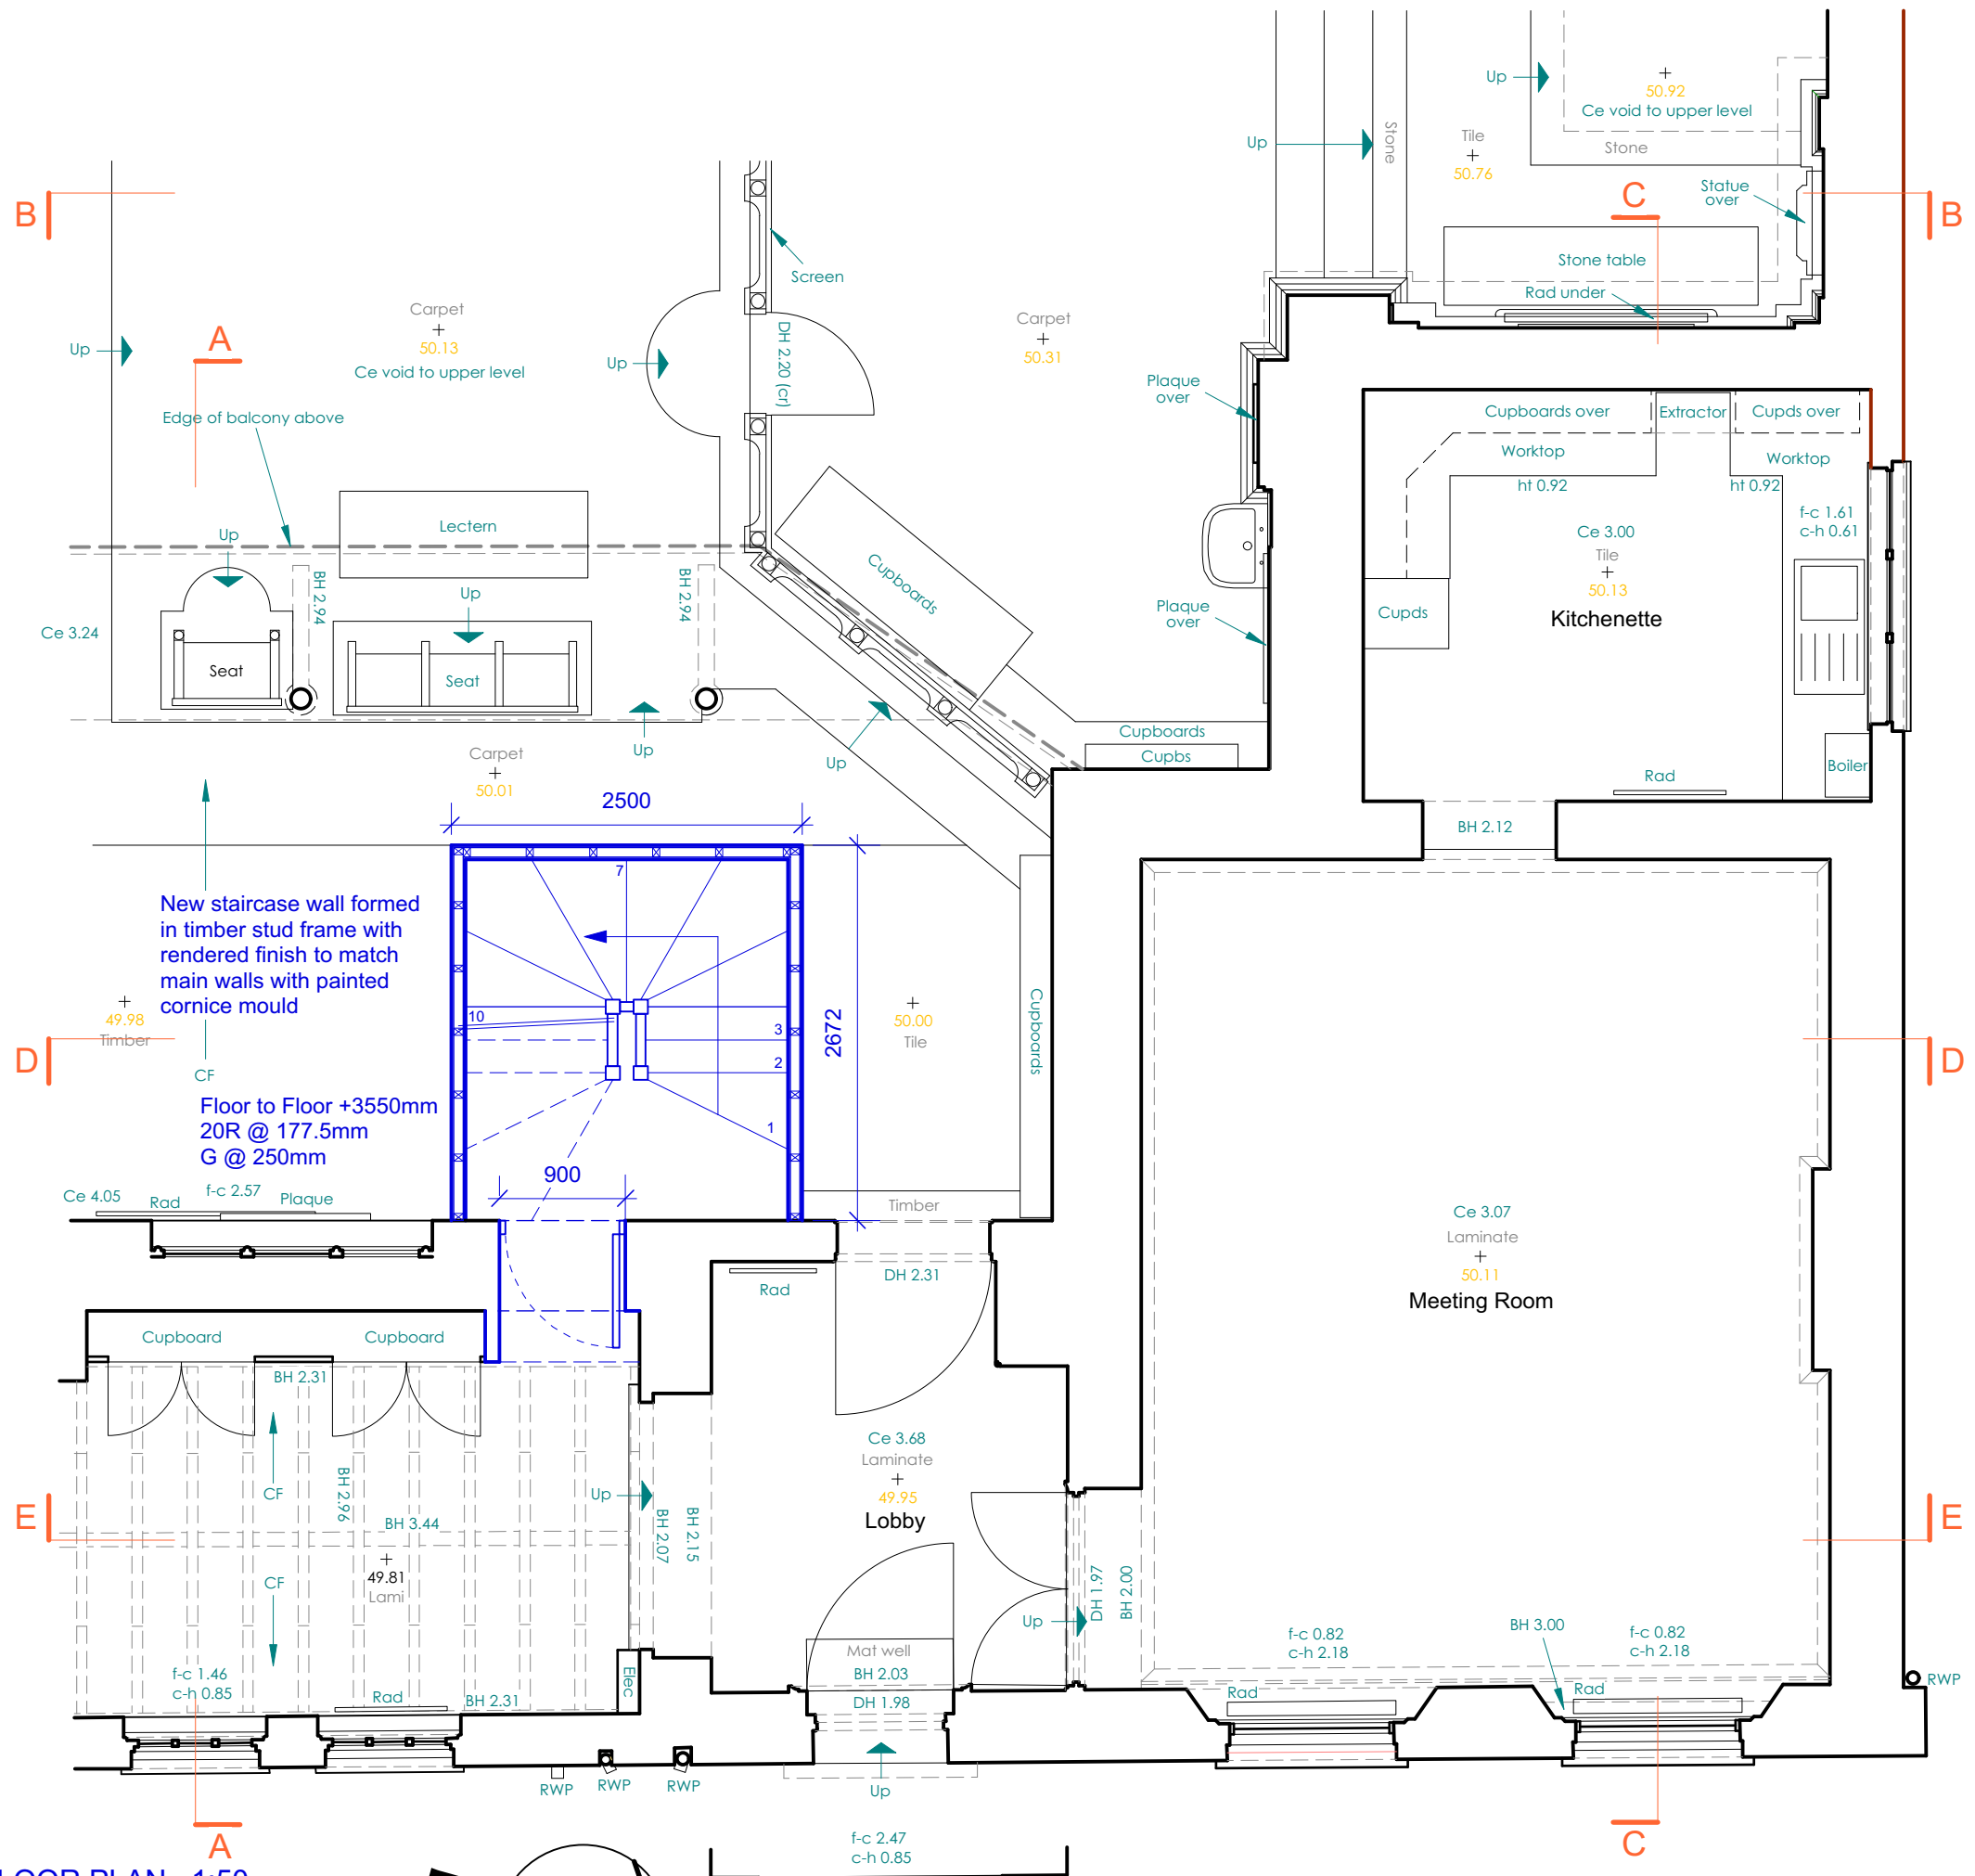 Up
50.92
Ce void to upper level
Stone
Tile
50.76
Up
Stone
Statue
over
C
B
B
Stone table
Rad under
Screen
Carpet
50.13
Ce void to upper level
Up
A
Up
DH 2.20 (cr)
Carpet
50.31
Plaque
over
Edge of balcony above
Cupboards over
Extractor
Cupds over
Worktop
Worktop
ht 0.92
ht 0.92
f-c 1.61
c-h 0.61
Ce 3.00
Tile
50.13
Kitchenette
Cupds
Lectern
Up
BH 2.94
Up
BH 2.94
Cupboards
Plaque
over
Ce 3.24
Seat
Seat
Up
Up
Cupboards
Cupbs
Rad
Boiler
Carpet
50.01
2500
BH 2.12
7
New staircase wall formed
in timber stud frame with
rendered finish to match
main walls with painted
cornice mould
49.98
Timber
10
3
2
1
2672
50.00
Tile
Cupboards
D
D
CF
Floor to Floor +3550mm
20R @ 177.5mm
G @ 250mm
900
Ce 4.05
Rad
f-c 2.57
Plaque
Timber
Ce 3.07
Laminate
50.11
Meeting Room
DH 2.31
Rad
Cupboard
Cupboard
BH 2.31
Ce 3.68
Laminate
49.95
Lobby
CF
BH 2.96
BH 3.44
Up
BH 2.07
BH 2.15
E
E
49.81
Lami
CF
DH 1.97
BH 2.00
Up
Mat well
BH 2.03
DH 1.98
f-c 1.46
c-h 0.85
Rad
BH 2.31
Elec
BH 3.00
f-c 0.82
c-h 2.18
f-c 0.82
c-h 2.18
Rad
Rad
RWP
RWP
RWP
RWP
Up
A
C
f-c 2.47
c-h 0.85
PLAN - 1:50